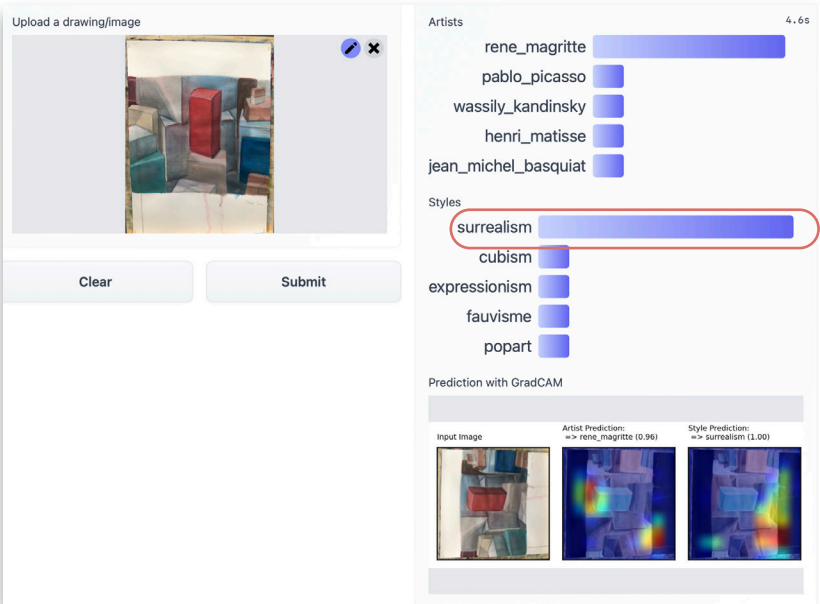 Upload a drawing/image
Clear
Submit
Artists
4.6s
rene_magritte
pablo_picasso
wassily_kandinsky
henri_matisse
jean_michel_basquiat
Styles
surrealism
cubism
expressionism
fauvisme
popart
Prediction with GradCAM
Input Image
Artist Prediction:
=> rene_magritte (0.96)
Style Prediction:
=> surrealism (1.00)